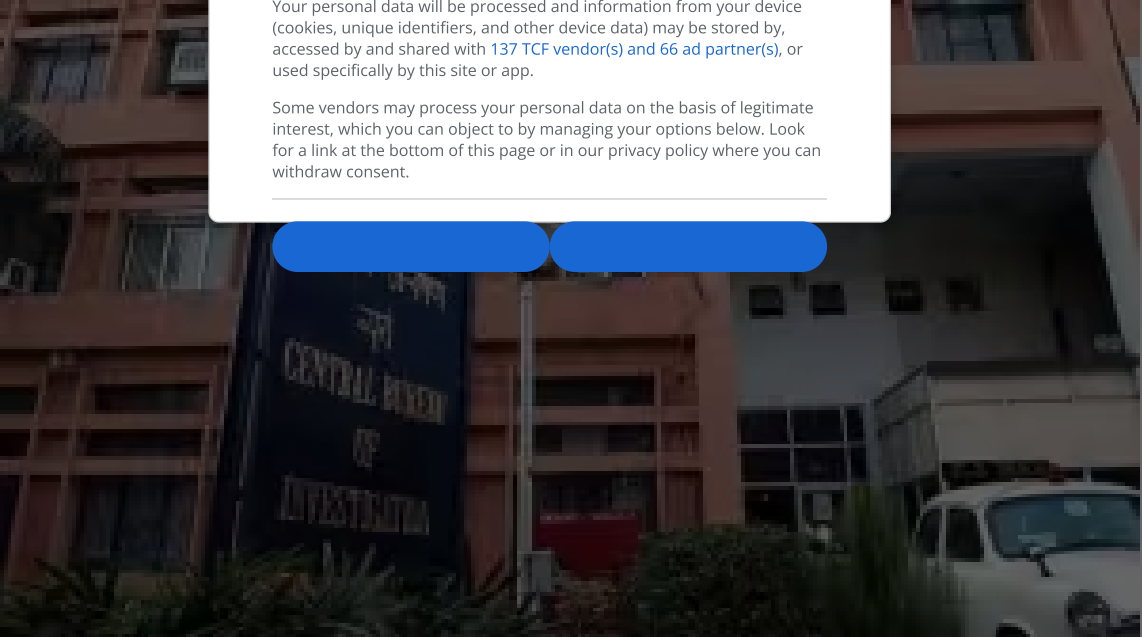 Your personal data will be processed and information from your device
(cookies, unique identifiers, and other device data) may be stored by,
accessed by and shared with 137 TCF vendor(s) and 66 ad partner(s), or
used specifically by this site or app.
Some vendors may process your personal data on the basis of legitimate
interest, which you can object to by managing your options below. Look
for a link at the bottom of this page or in our privacy policy where you can
withdraw consent.
CENTRAL BUREAU
OF
INVESTIGATION